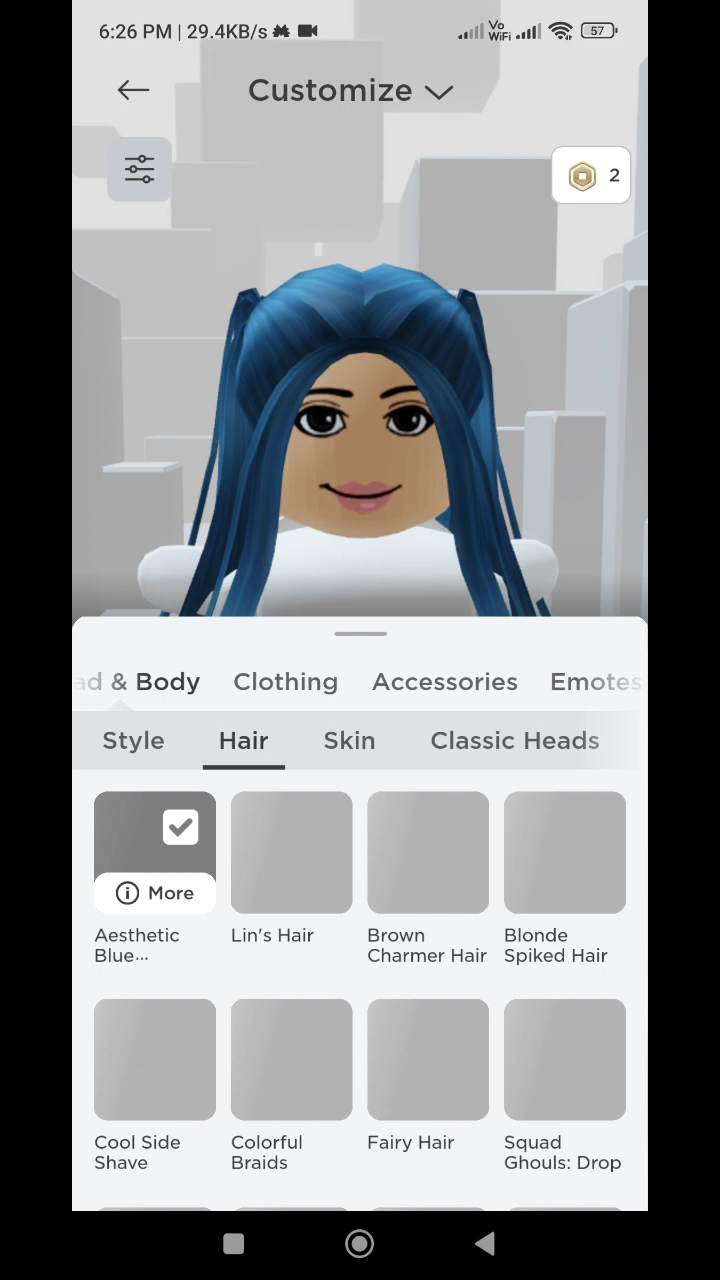 6:26 PM | 29.4KB/s
Vo
WiFi
57
Customize
2
ad & Body Clothing Accessories Emotes
Style Hair Skin Classic Heads
More
Aesthetic
Blue...
Lin's Hair
Brown
Charmer Hair
Blonde
Spiked Hair
Cool Side
Shave
Colorful
Braids
Fairy Hair
Squad
Ghouls: Drop